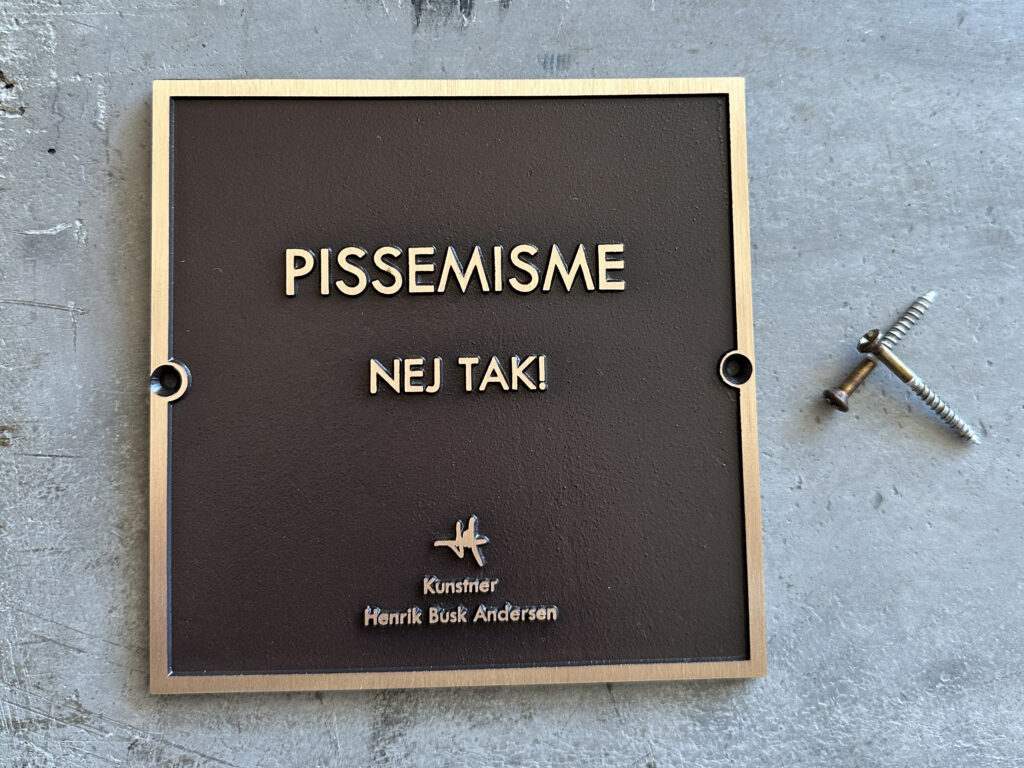 PISSEMISME
NEJ TAK!
Kunstner
Henrik Busk Andersen